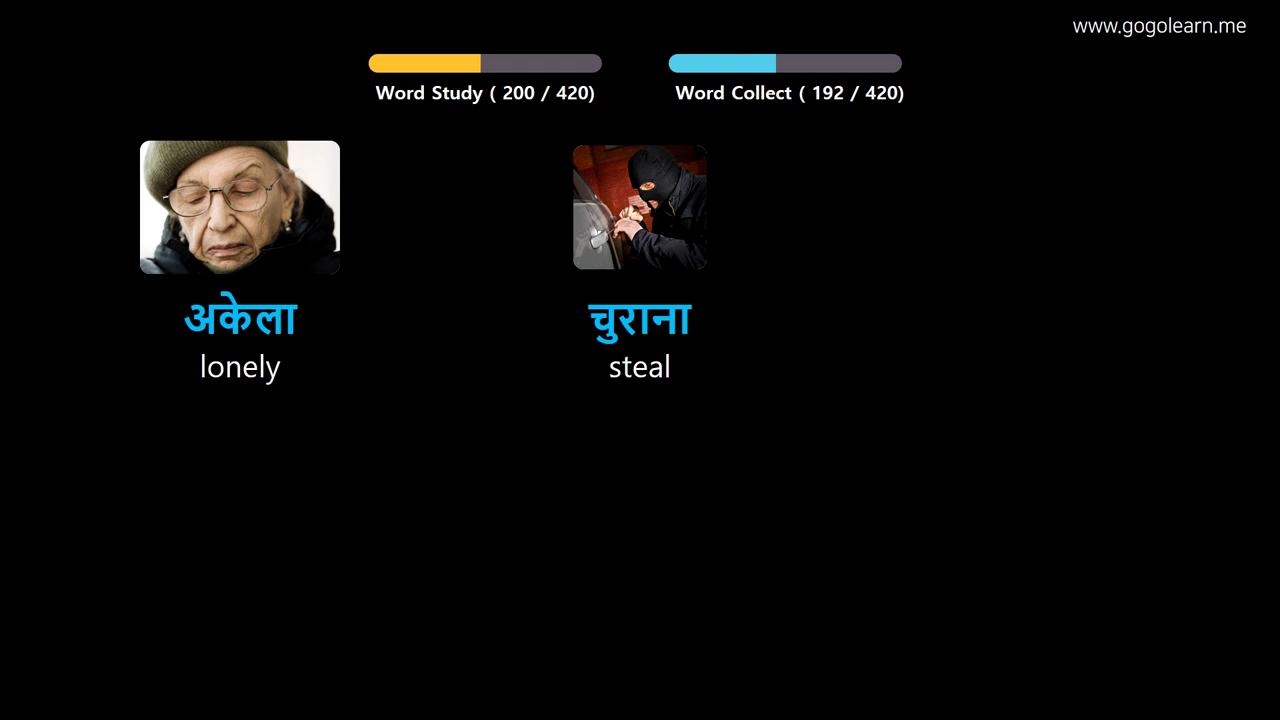 www.gogolearn.me
Word Study ( 200 / 420)
Word Collect ( 192 / 420)
अकेला
lonely
चुराना
steal